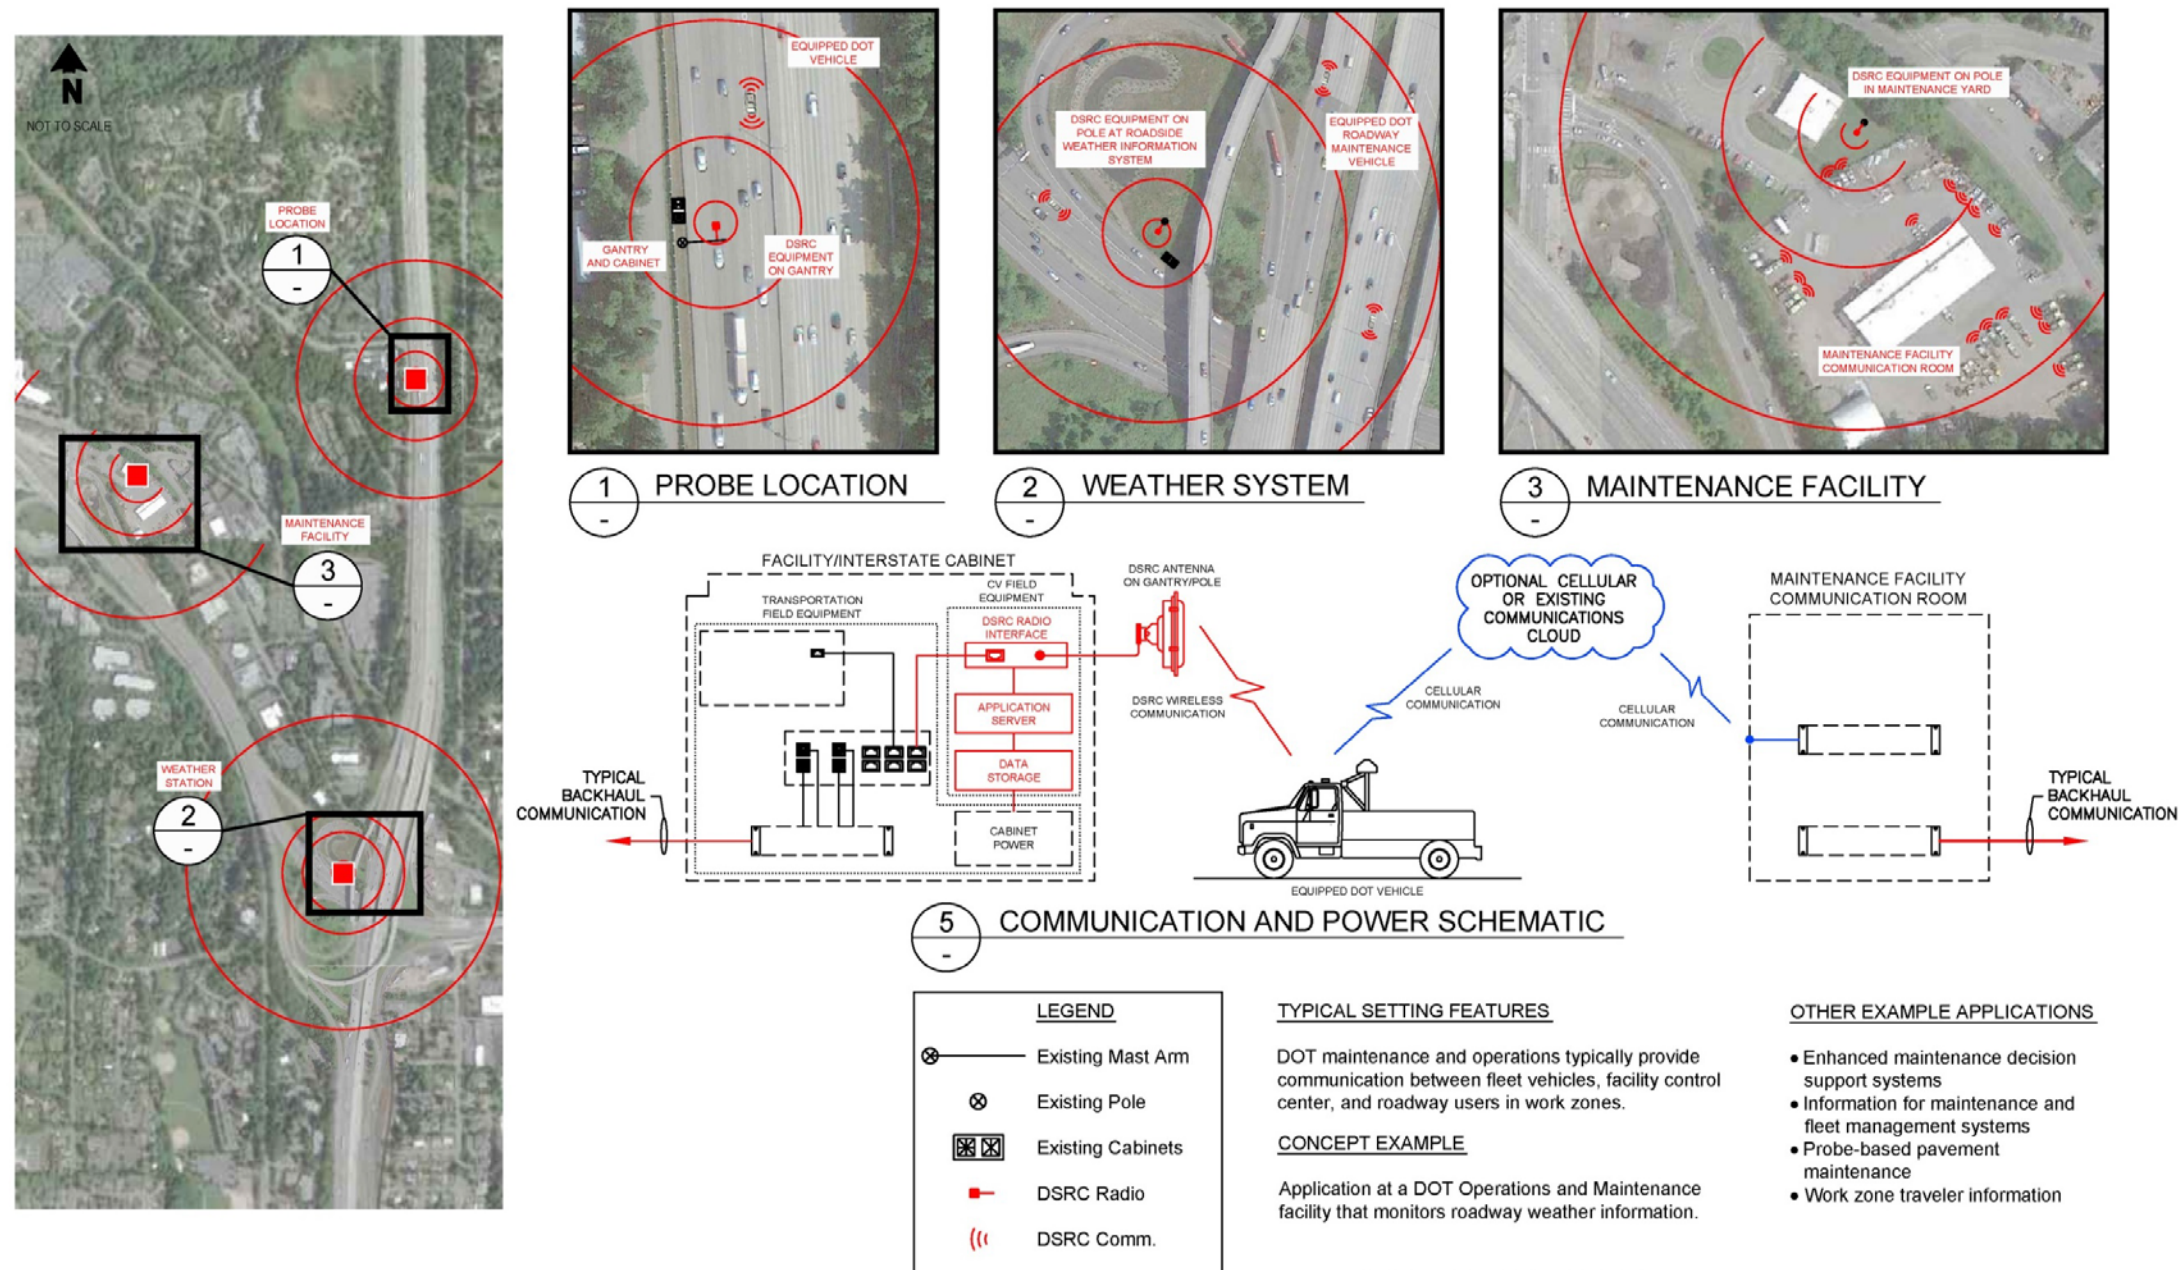 N
NOT TO SCALE
PROBE
LOCATION
1
-
MAINTENANCE
FACILITY
3
-
WEATHER
STATION
2
-
EQUIPPED DOT
VEHICLE
GANTRY
AND CABINET
DSRC
EQUIPMENT
ON GANTRY
1
-
PROBE LOCATION
DSRC EQUIPMENT ON
POLE AT ROADSIDE
WEATHER INFORMATION
SYSTEM
EQUIPPED DOT
ROADWAY
MAINTENANCE
VEHICLE
2
-
WEATHER SYSTEM
DSRC EQUIPMENT ON POLE
IN MAINTENANCE YARD
MAINTENANCE FACILITY
COMMUNICATION ROOM
3
-
MAINTENANCE FACILITY
FACILITY/INTERSTATE CABINET
TRANSPORTATION
FIELD EQUIPMENT
CV FIELD
EQUIPMENT
DSRC RADIO
INTERFACE
APPLICATION
SERVER
DATA
STORAGE
CABINET
POWER
TYPICAL
BACKHAUL
COMMUNICATION
DSRC ANTENNA
ON GANTRY/POLE
DSRC WIRELESS
COMMUNICATION
OPTIONAL CELLULAR
OR EXISTING
COMMUNICATIONS
CLOUD
CELLULAR
COMMUNICATION
CELLULAR
COMMUNICATION
EQUIPPED DOT VEHICLE
MAINTENANCE FACILITY
COMMUNICATION ROOM
TYPICAL
BACKHAUL
COMMUNICATION
5
-
COMMUNICATION AND POWER SCHEMATIC
LEGEND
Existing Mast Arm
Existing Pole
Existing Cabinets
DSRC Radio
DSRC Comm.
TYPICAL SETTING FEATURES
DOT maintenance and operations typically provide
communication between fleet vehicles, facility control
center, and roadway users in work zones.
CONCEPT EXAMPLE
Application at a DOT Operations and Maintenance
facility that monitors roadway weather information.
OTHER EXAMPLE APPLICATIONS
• Enhanced maintenance decision
support systems
• Information for maintenance and
fleet management systems
• Probe-based pavement
maintenance
• Work zone traveler information